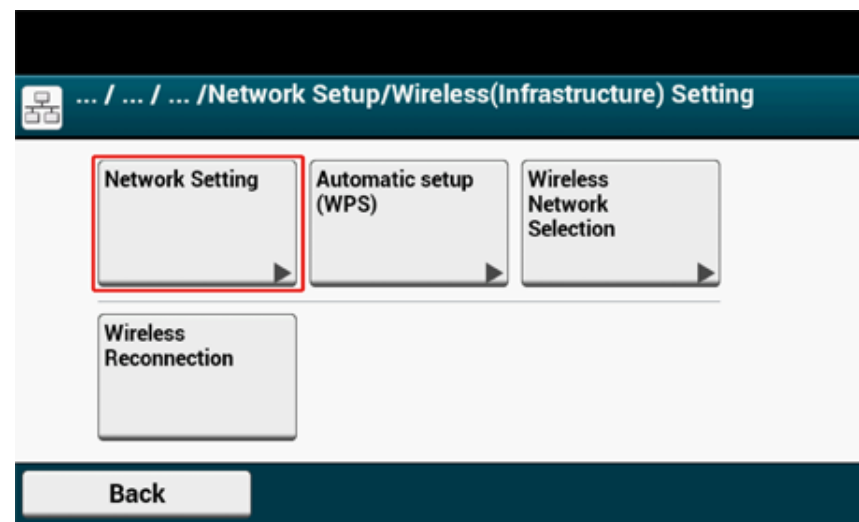 ... / ... / ... /Network Setup/Wireless(Infrastructure) Setting
Network Setting
Automatic setup
(WPS)
Wireless
Network
Selection
Wireless
Reconnection
Back